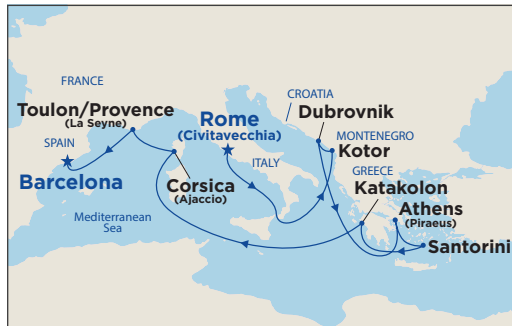 FRANCE
Toulon/Provence
(La Seyne)
SPAIN
Barcelona
Rome
(Civitavecchia)
ITALY
Corsica
(Ajaccio)
Mediterranean
Sea
CROATIA
Dubrovnik
MONTENEGRO
Kotor
GREECE
Katakolon
Athens
(Piraeus)
Santorini